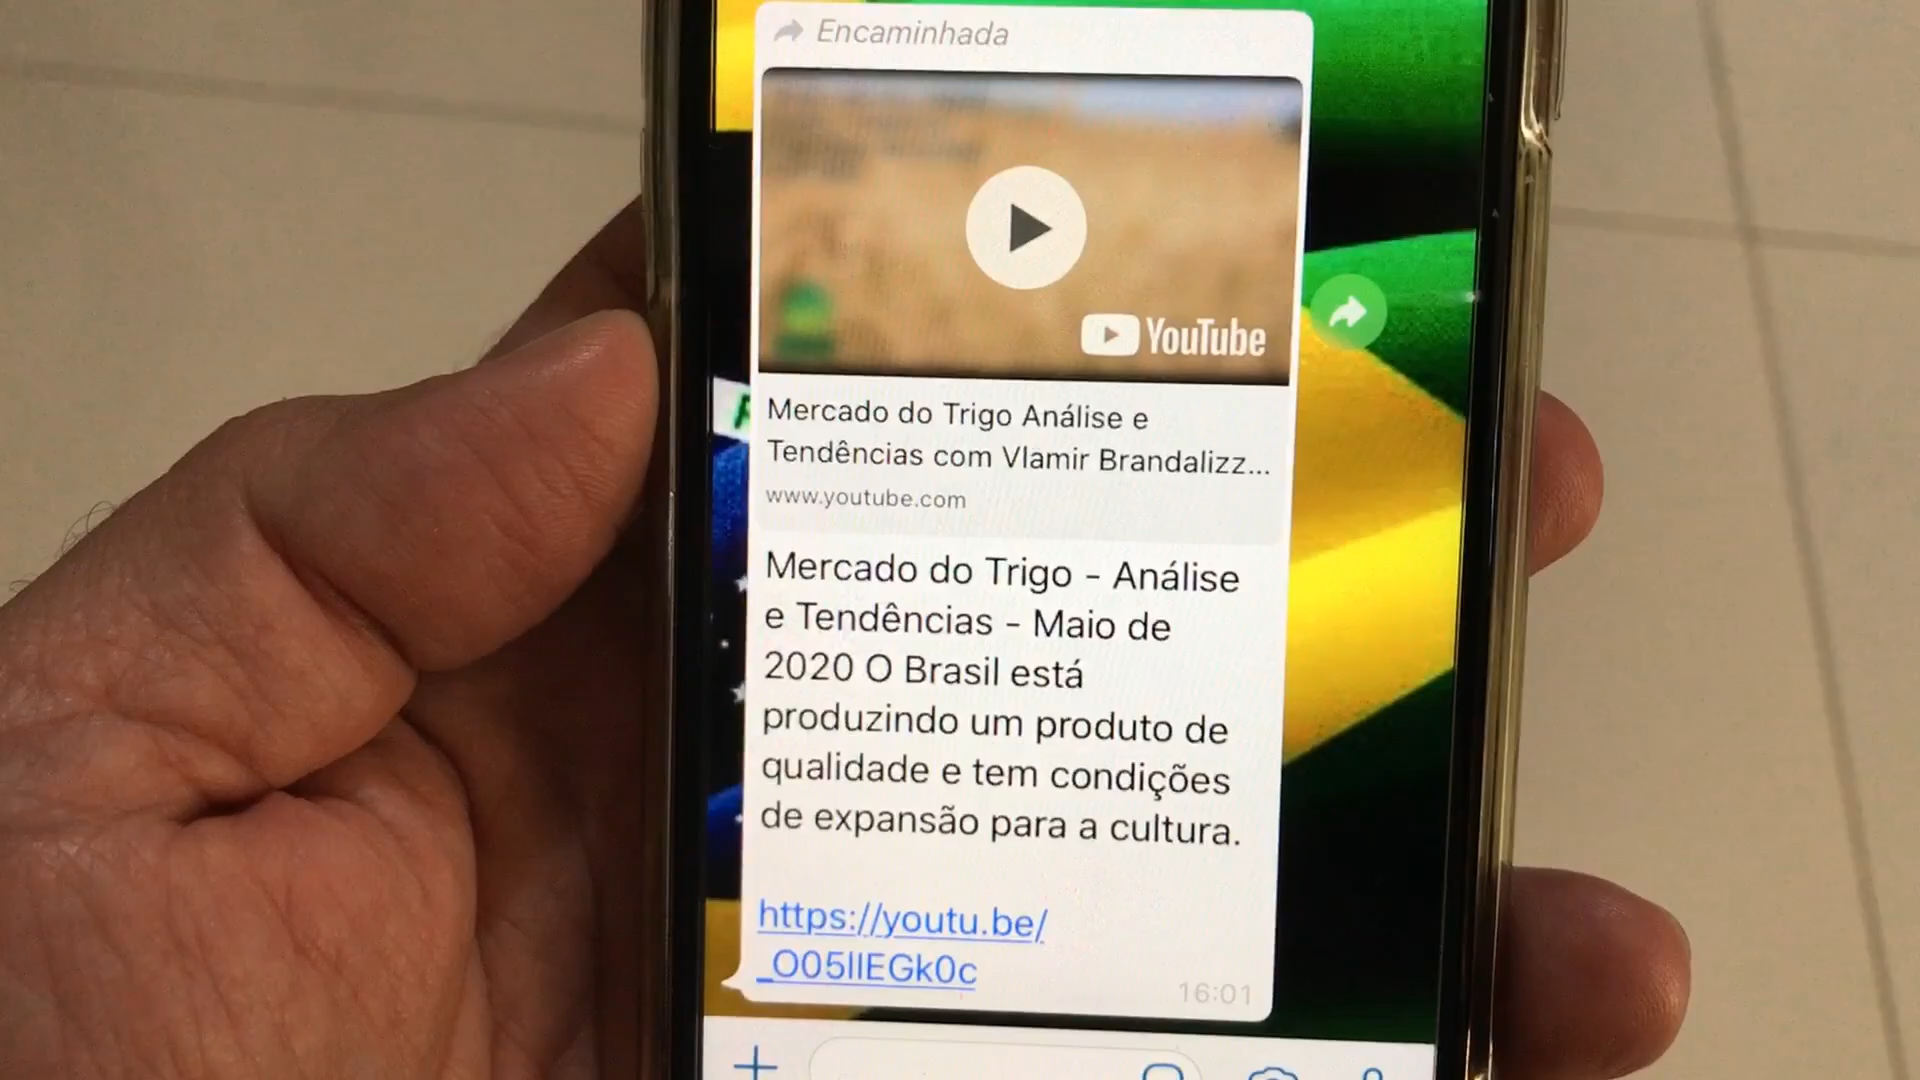 Encaminhada
YouTube
Mercado do Trigo Análise e
Tendências com Vlamir Brandalizz...
www.youtube.com
Mercado do Trigo - Análise
e Tendências - Maio de
2020 O Brasil está
produzindo um produto de
qualidade e tem condições
de expansão para a cultura.
https://youtu.be/
_O05llEGk0c
16:01